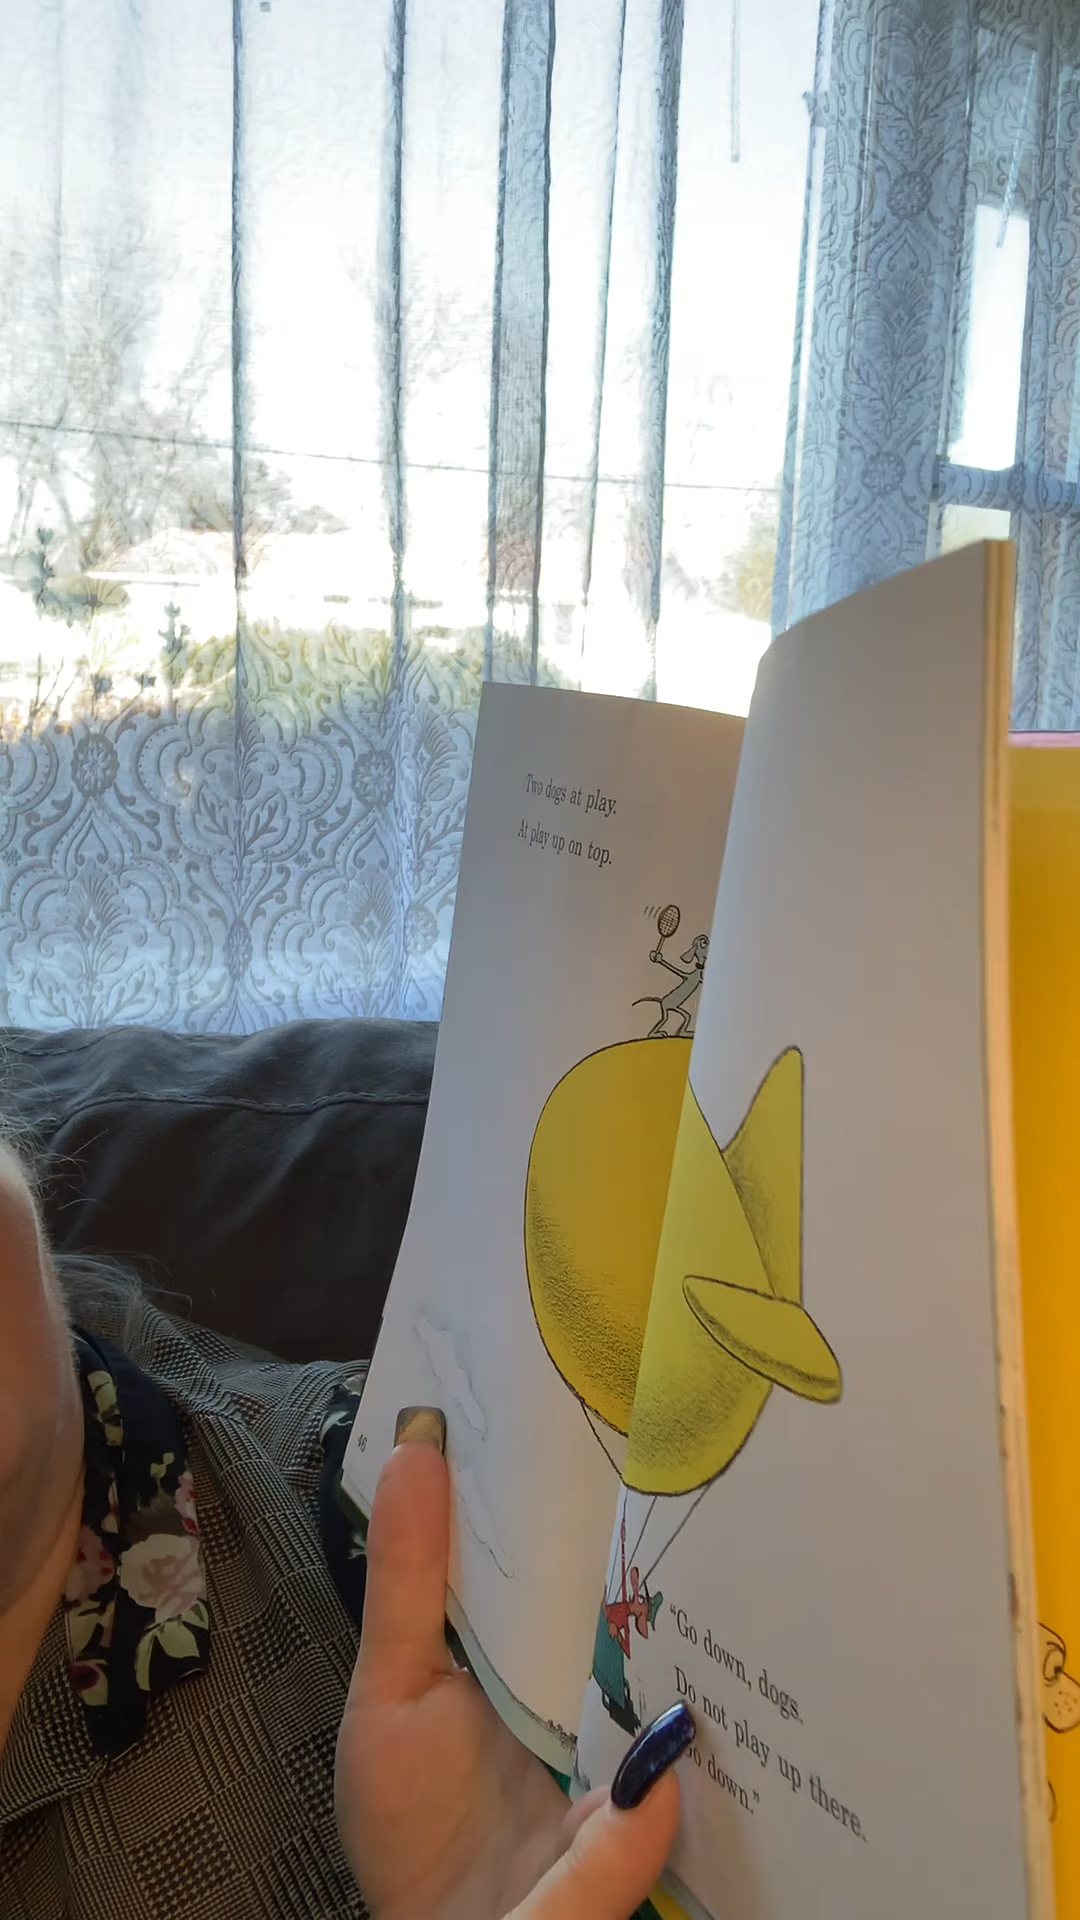 Two dogs at play.
At play up on top.
46
“Go down, dogs.
Do not play up there.
Go down.”